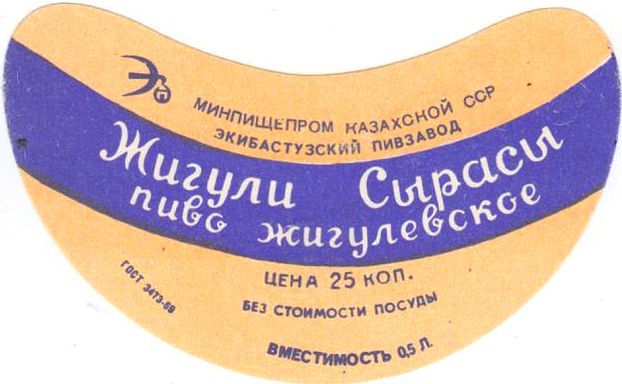 МИНПИЩЕПРОМ КАЗАХСКОЙ ССР
ЭКИБАСТУЗСКИЙ ПИВЗАВОД
Жигули Сырасы
пиво жигулевское
ЦЕНА 25 КОП.
ГОСТ 3473-69
БЕЗ СТОИМОСТИ ПОСУДЫ
ВМЕСТИМОСТЬ 0,5 Л.